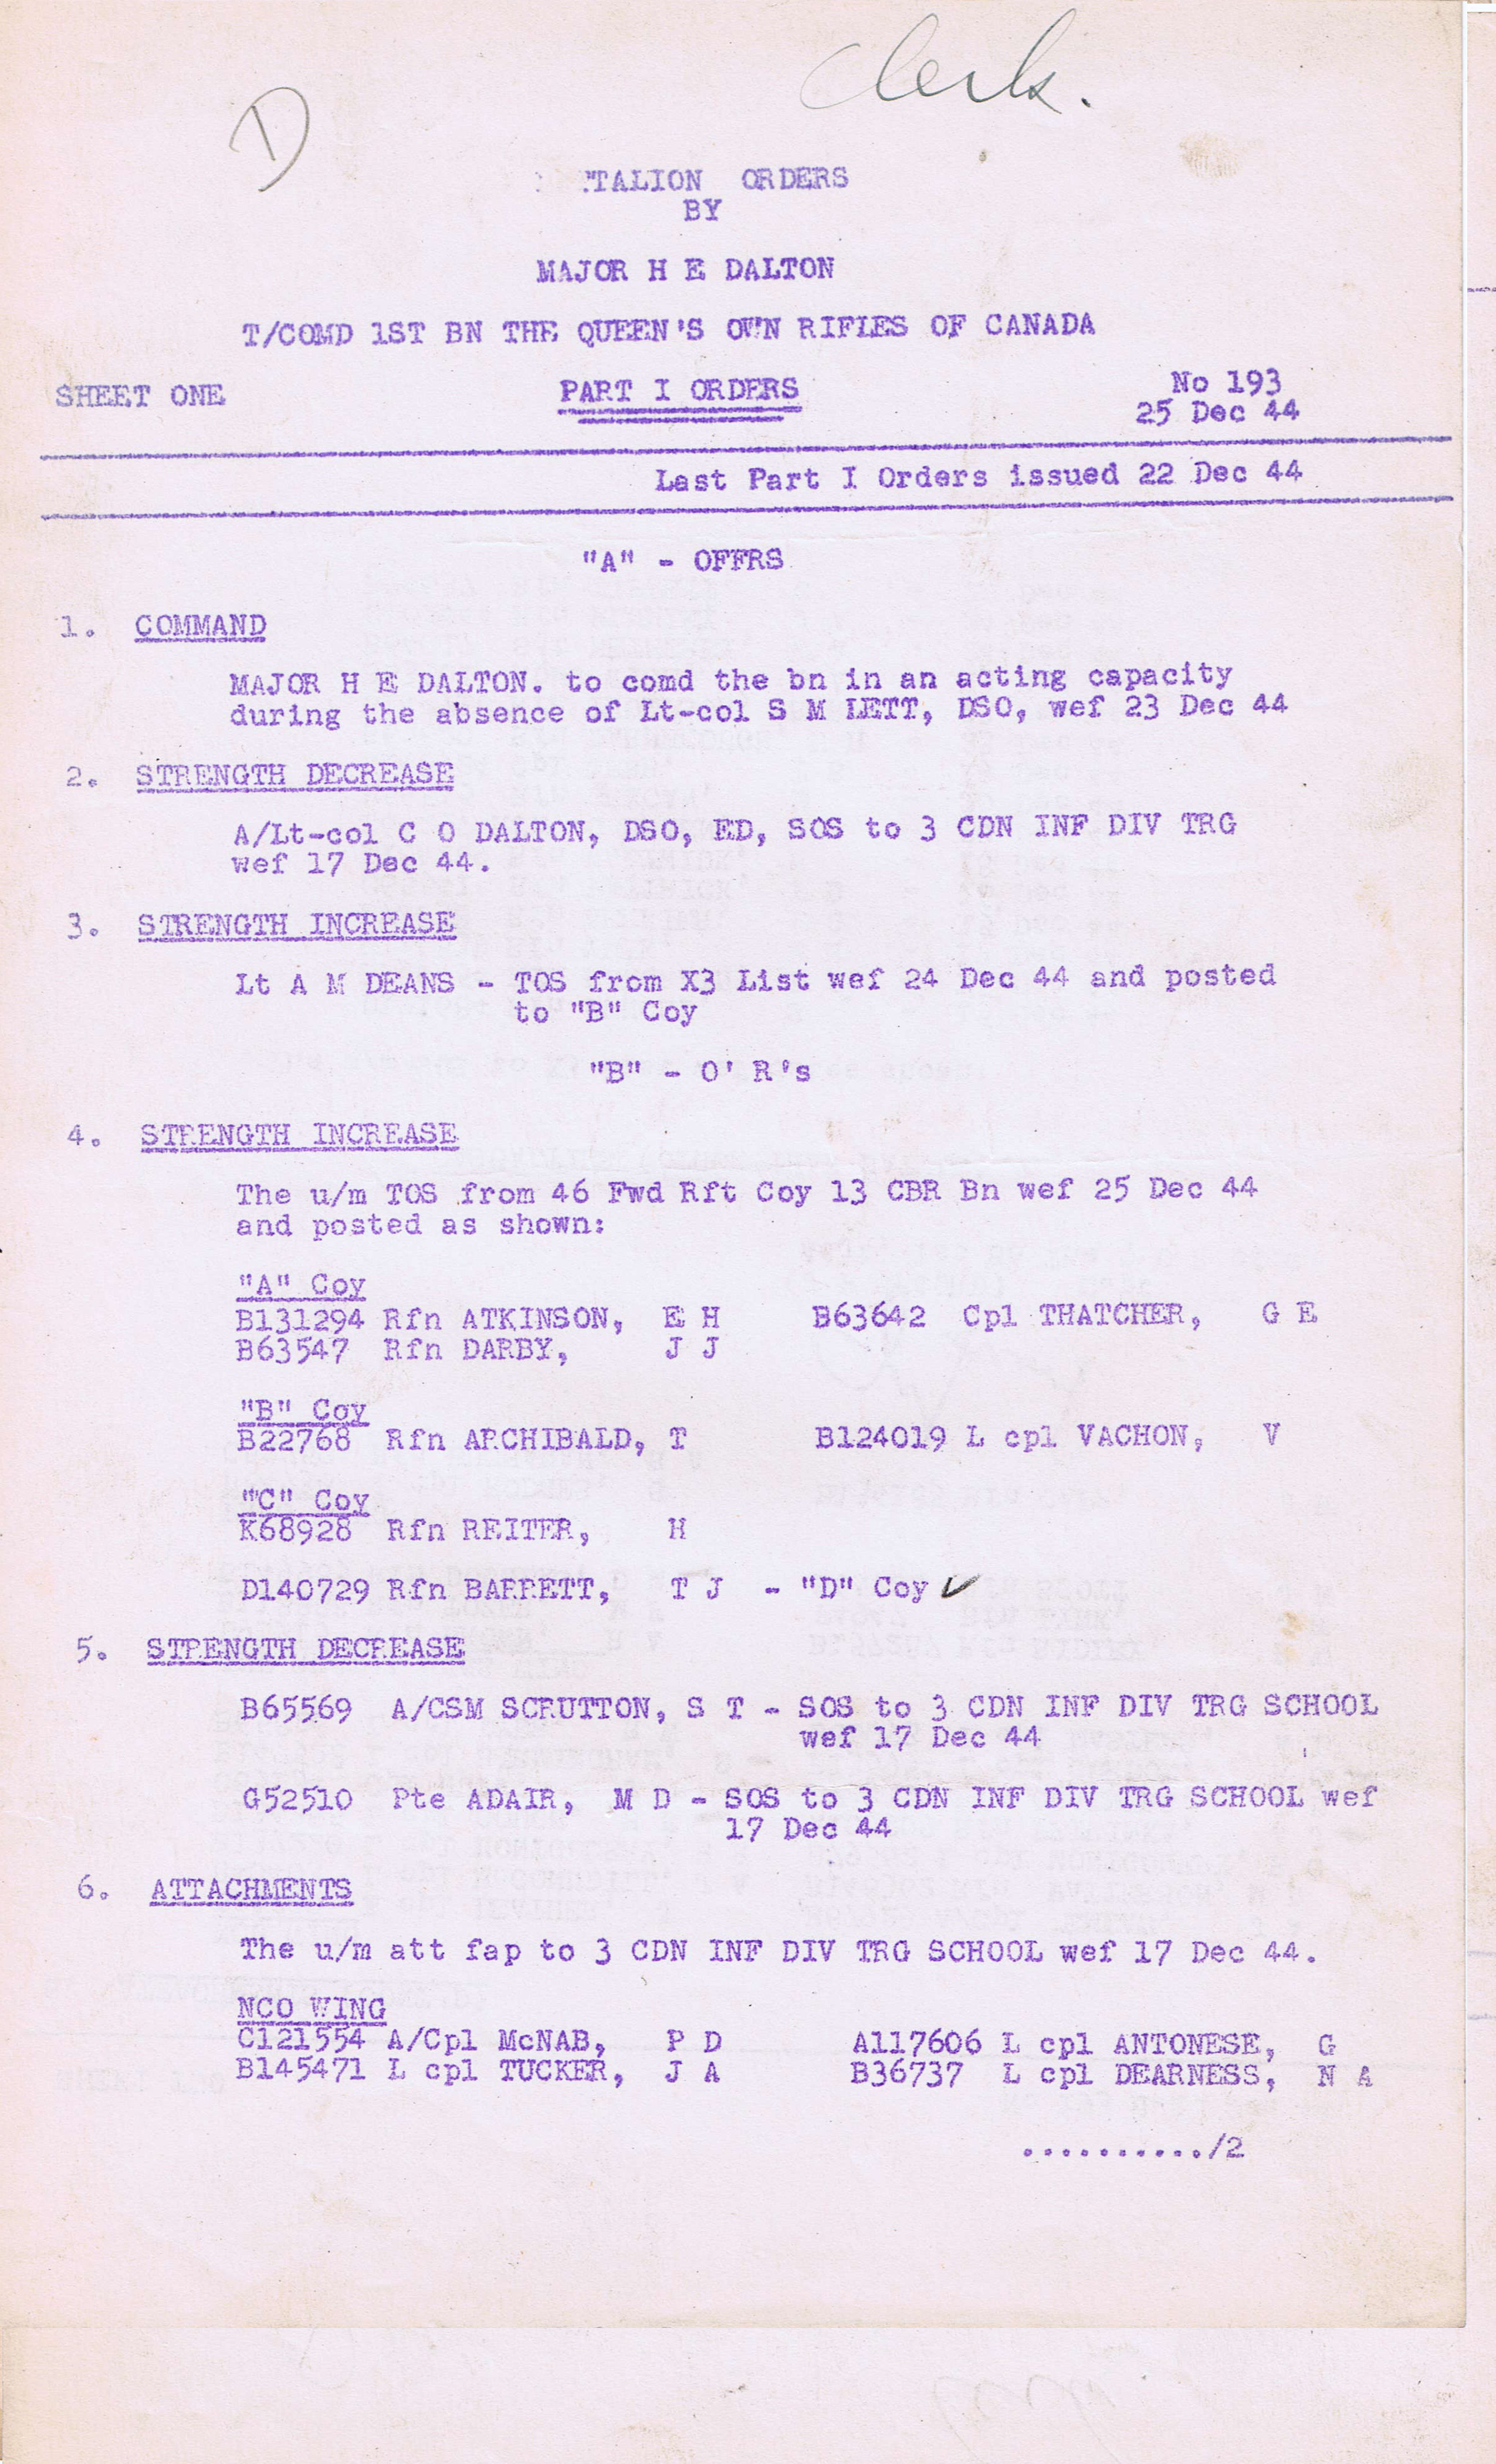 D
Clerk.
TALION ORDERS
BY
MAJOR H E DALTON
T/COMD 1ST BN THE QUEEN'S OWN RIFLES OF CANADA
SHEET ONE PART I ORDERS No 193
25 Dec 44
Last Part I Orders issued 22 Dec 44
"A" - OFFRS
1. COMMAND
MAJOR H E DALTON. to comd the bn in an acting capacity
during the absence of Lt-col S M LETT, DSO, wef 23 Dec 44
2. STRENGTH DECREASE
A/Lt-col C O DALTON, DSO, ED, SOS to 3 CDN INF DIV TRG
wef 17 Dec 44.
3. STRENGTH INCREASE
Lt A M DEANS - TOS from X3 List wef 24 Dec 44 and posted
to "B" Coy
"B" - O' R's
4. STRENGTH INCREASE
The u/m TOS from 46 Fwd Rft Coy 13 CBR Bn wef 25 Dec 44
and posted as shown:
"A" Coy
B131294 Rfn ATKINSON, E H B63642 Cpl THATCHER, G E
B63547 Rfn DARBY, J J
"B" Coy
B22768 Rfn ARCHIBALD, T B124019 L cpl VACHON, V
"C" Coy
K68928 Rfn REITER, H
D140729 Rfn BARRETT, T J - "D" Coy ✓
5. STRENGTH DECREASE
B65569 A/CSM SCRUTTON, S T - SOS to 3 CDN INF DIV TRG SCHOOL
wef 17 Dec 44
G52510 Pte ADAIR, M D - SOS to 3 CDN INF DIV TRG SCHOOL wef
17 Dec 44
6. ATTACHMENTS
The u/m att fap to 3 CDN INF DIV TRG SCHOOL wef 17 Dec 44.
NCO WING
C121554 A/Cpl McNAB, P D A117606 L cpl ANTONESE, G
B145471 L cpl TUCKER, J A B36737 L cpl DEARNESS, N A
........../2